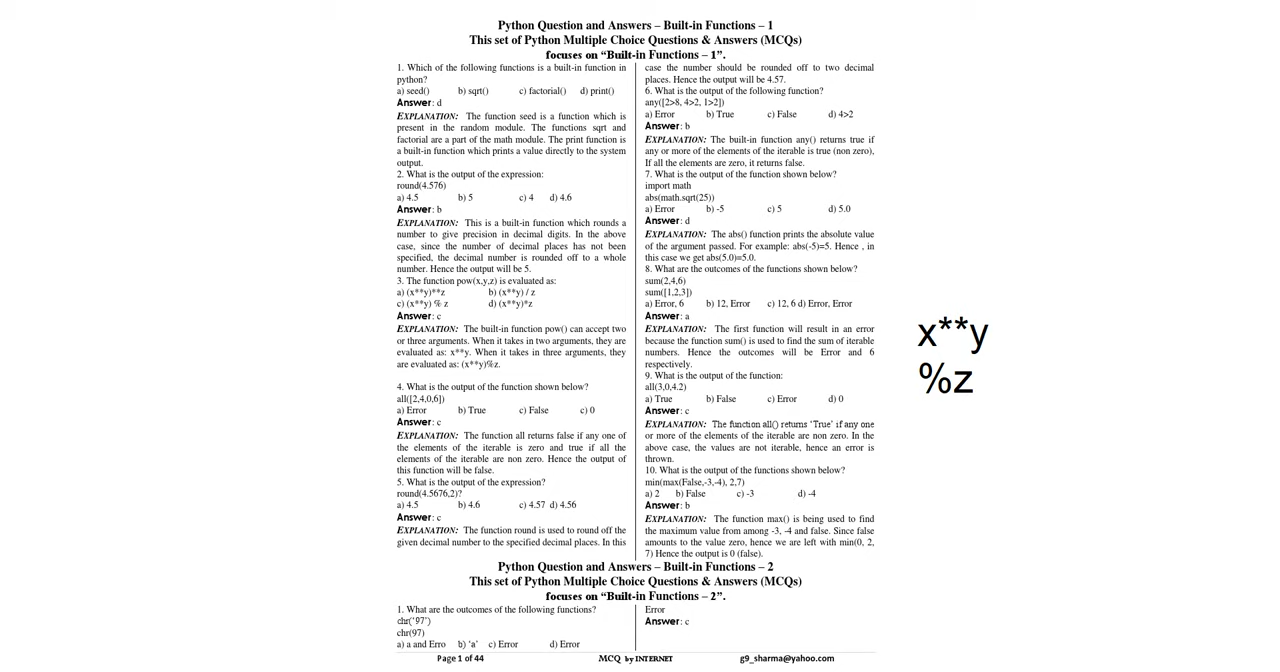 Python Question and Answers – Built-in Functions – 1
This set of Python Multiple Choice Questions & Answers (MCQs)
focuses on “Built-in Functions – 1”.
1. Which of the following functions is a built-in function in
python?
a) seed() b) sqrt() c) factorial() d) print()
Answer: d
EXPLANATION: The function seed is a function which is
present in the random module. The functions sqrt and
factorial are a part of the math module. The print function is
a built-in function which prints a value directly to the system
output.
2. What is the output of the expression:
round(4.576)
a) 4.5 b) 5 c) 4 d) 4.6
Answer: b
EXPLANATION: This is a built-in function which rounds a
number to give precision in decimal digits. In the above
case, since the number of decimal places has not been
specified, the decimal number is rounded off to a whole
number. Hence the output will be 5.
3. The function pow(x,y,z) is evaluated as:
a) (x**y)**z b) (x**y) / z
c) (x**y) % z d) (x**y)*z
Answer: c
EXPLANATION: The built-in function pow() can accept two
or three arguments. When it takes in two arguments, they are
evaluated as: x**y. When it takes in three arguments, they
are evaluated as: (x**y)%z.
4. What is the output of the function shown below?
all([2,4,0,6])
a) Error b) True c) False c) 0
Answer: c
EXPLANATION: The function all returns false if any one of
the elements of the iterable is zero and true if all the
elements of the iterable are non zero. Hence the output of
this function will be false.
5. What is the output of the expression?
round(4.5676,2)?
a) 4.5 b) 4.6 c) 4.57 d) 4.56
Answer: c
EXPLANATION: The function round is used to round off the
given decimal number to the specified decimal places. In this
case the number should be rounded off to two decimal
places. Hence the output will be 4.57.
6. What is the output of the following function?
any([2>8, 4>2, 1>2])
a) Error b) True c) False d) 4>2
Answer: b
EXPLANATION: The built-in function any() returns true if
any or more of the elements of the iterable is true (non zero),
If all the elements are zero, it returns false.
7. What is the output of the function shown below?
import math
abs(math.sqrt(25))
a) Error b) -5 c) 5 d) 5.0
Answer: d
EXPLANATION: The abs() function prints the absolute value
of the argument passed. For example: abs(-5)=5. Hence , in
this case we get abs(5.0)=5.0.
8. What are the outcomes of the functions shown below?
sum(2,4,6)
sum([1,2,3])
a) Error, 6 b) 12, Error c) 12, 6 d) Error, Error
Answer: a
EXPLANATION: The first function will result in an error
because the function sum() is used to find the sum of iterable
numbers. Hence the outcomes will be Error and 6
respectively.
9. What is the output of the function:
all(3,0,4.2)
a) True b) False c) Error d) 0
Answer: c
EXPLANATION: The function all() returns ‘True’ if any one
or more of the elements of the iterable are non zero. In the
above case, the values are not iterable, hence an error is
thrown.
10. What is the output of the functions shown below?
min(max(False,-3,-4), 2,7)
a) 2 b) False c) -3 d) -4
Answer: b
EXPLANATION: The function max() is being used to find
the maximum value from among -3, -4 and false. Since false
amounts to the value zero, hence we are left with min(0, 2,
7) Hence the output is 0 (false).
x**y
%z
Python Question and Answers – Built-in Functions – 2
This set of Python Multiple Choice Questions & Answers (MCQs)
focuses on “Built-in Functions – 2”.
1. What are the outcomes of the following functions?
chr(‘97’)
chr(97)
a) a and Erro b) ‘a’ c) Error d) Error
Error
Answer: c
Page 1 of 44 MCQ by INTERNET g9_sharma@yahoo.com